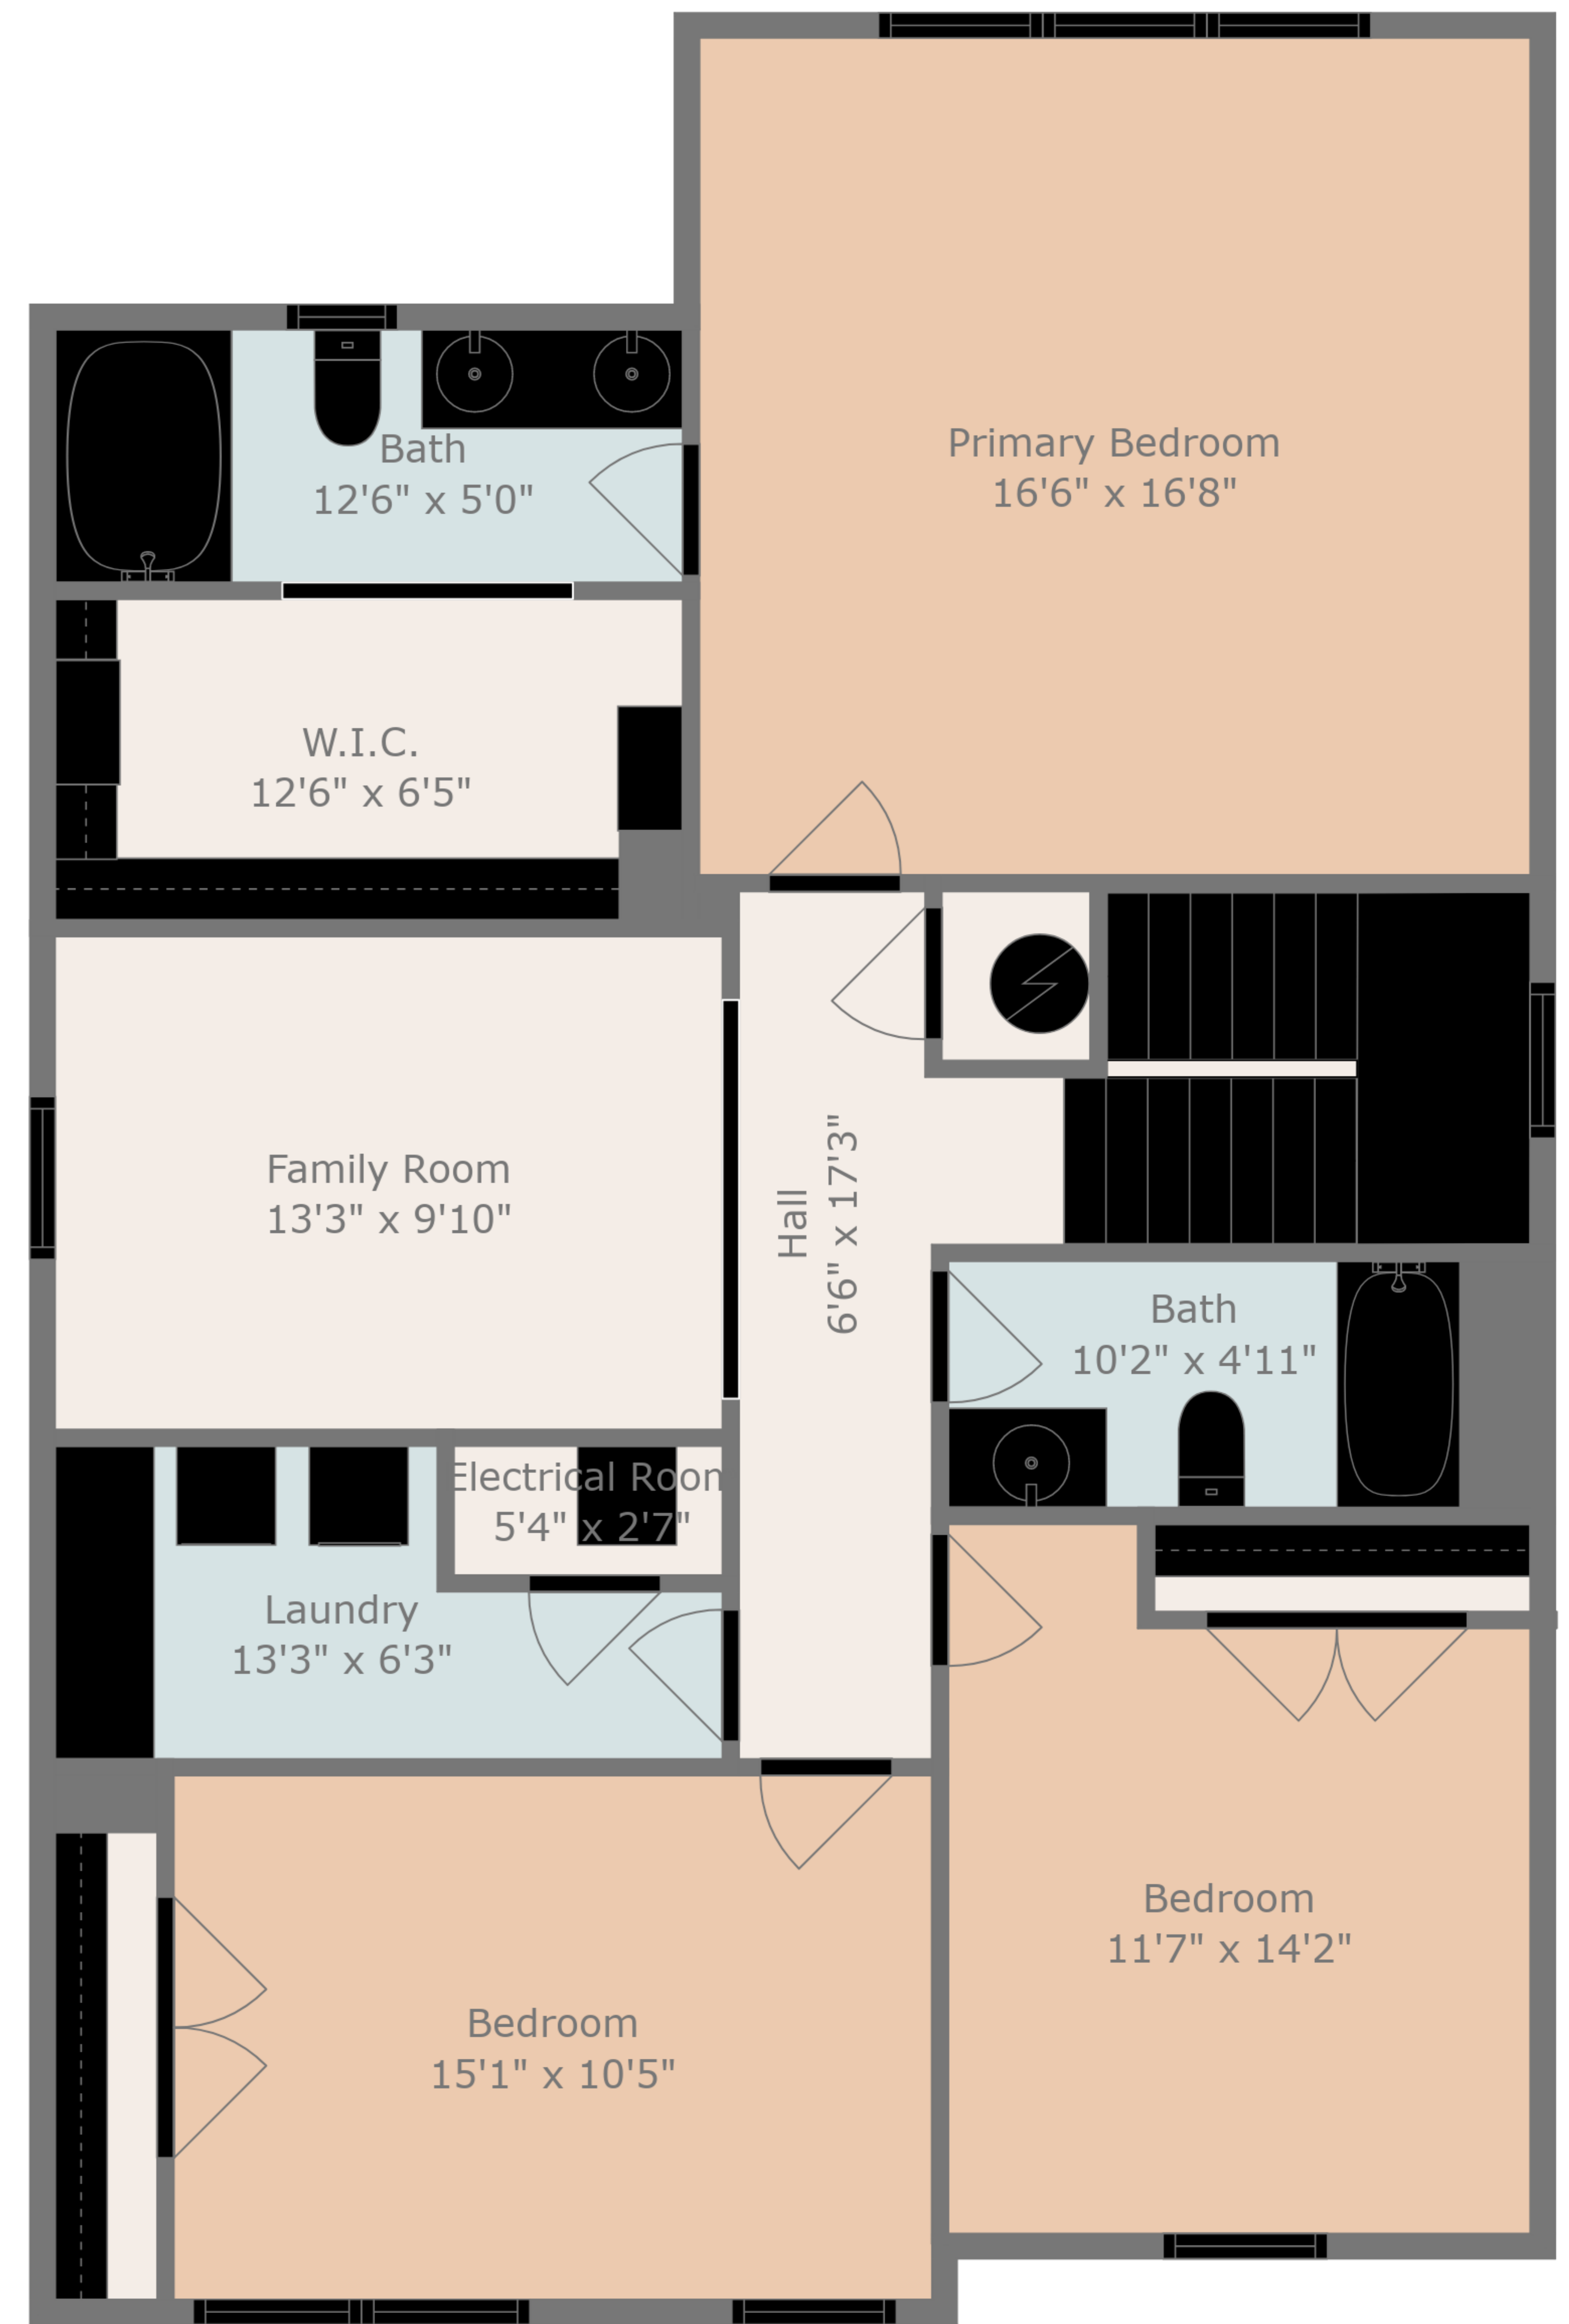 Primary Bedroom
16'6" x 16'8"
Bath
12'6" x 5'0"
W.I.C.
12'6" x 6'5"
Family Room
13'3" x 9'10"
Hall
6'6" x 17'3"
Bath
10'2" x 4'11"
Electrical Room
5'4" x 2'7"
Laundry
13'3" x 6'3"
Bedroom
11'7" x 14'2"
Bedroom
15'1" x 10'5"